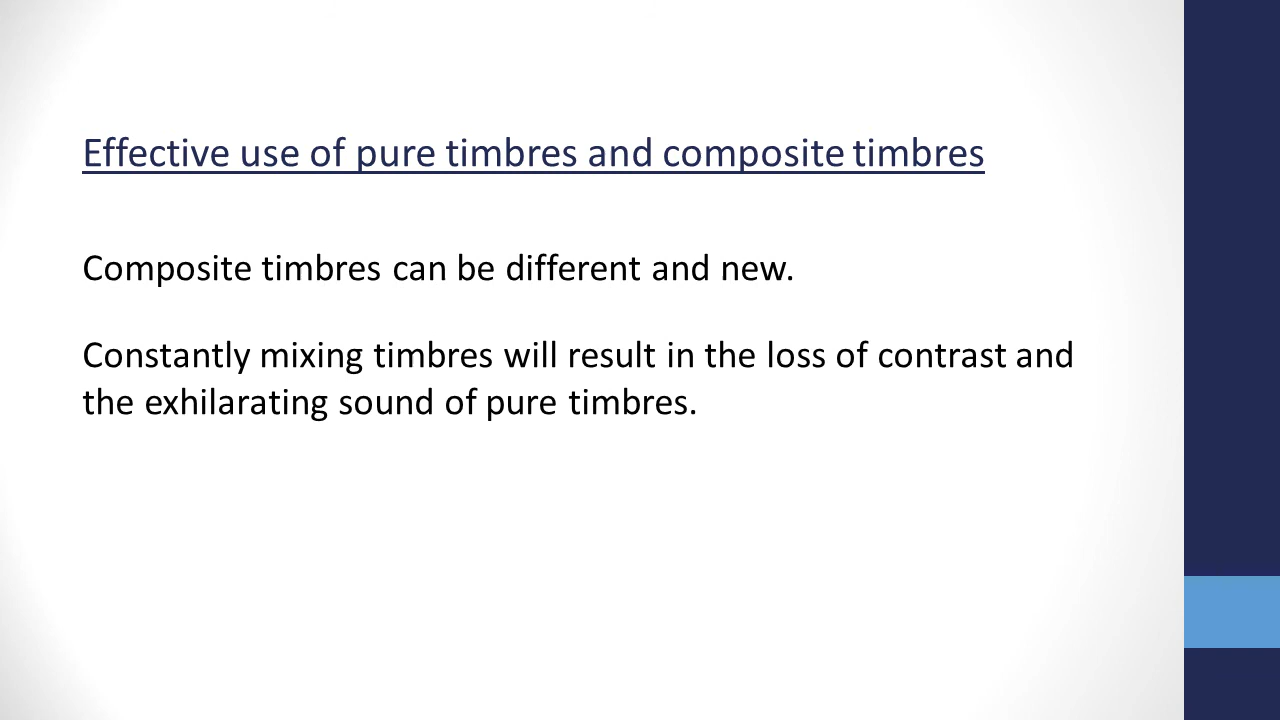 Effective use of pure timbres and composite timbres
Composite timbres can be different and new.
Constantly mixing timbres will result in the loss of contrast and
the exhilarating sound of pure timbres.